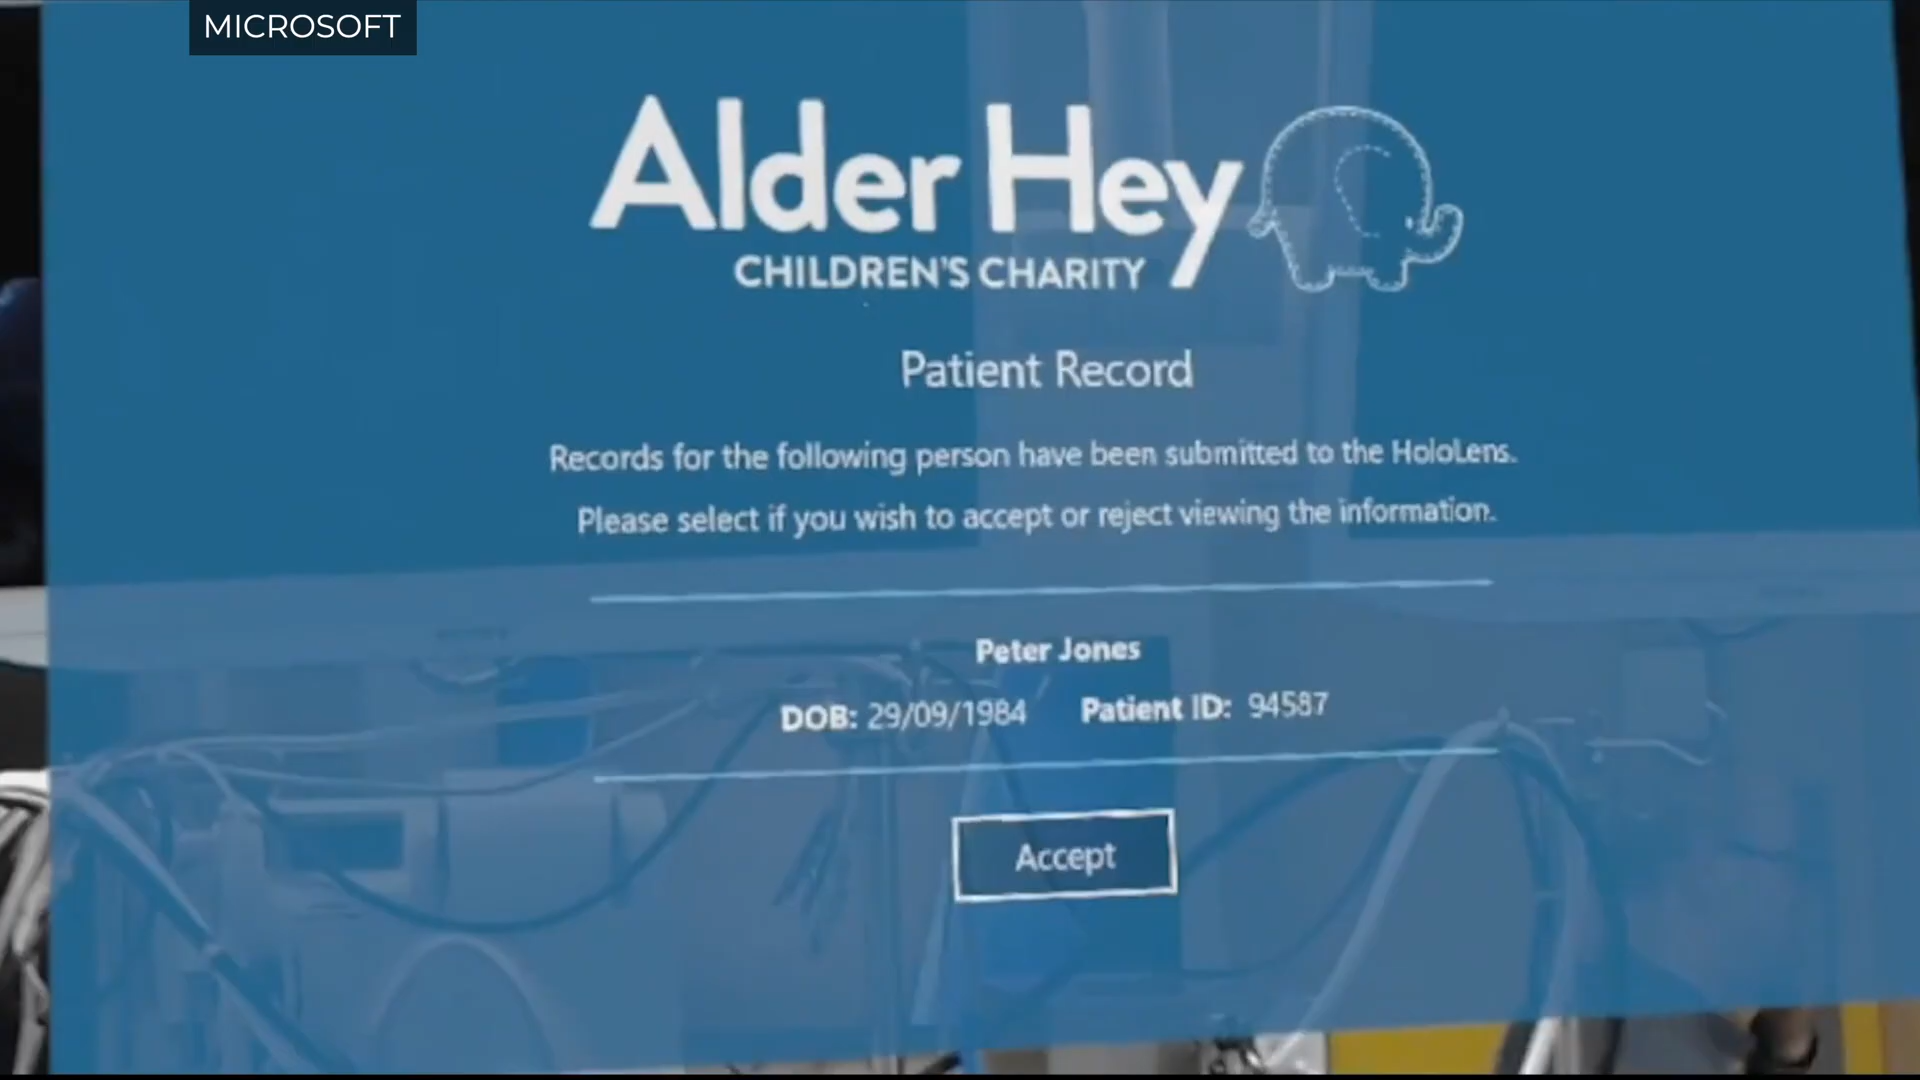 MICROSOFT
Alder Hey
CHILDREN'S CHARITY
Patient Record
Records for the following person have been submitted to the HoloLens.
Please select if you wish to accept or reject viewing the information.
Peter Jones
DOB: 29/09/1984 Patient ID: 94587
Accept